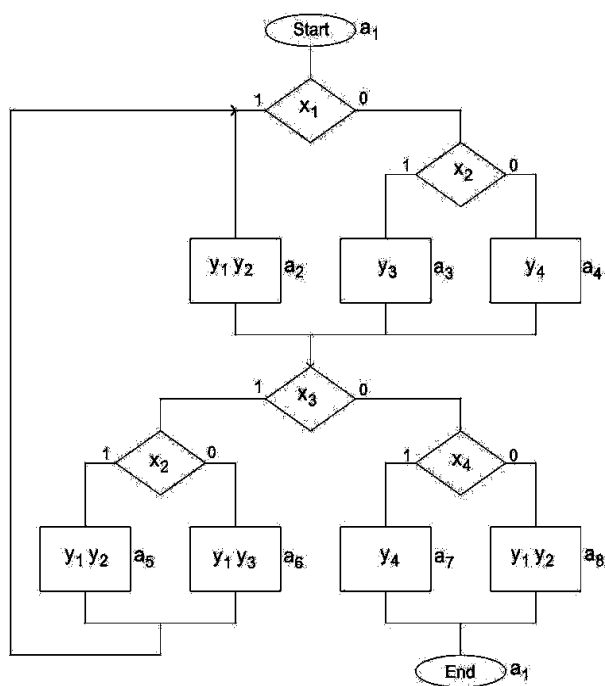 Start a1
1 x1 0
1 x2 0
y1 y2 a2 y3 a3 y4 a4
1 x3 0
1 x2 0 1 x4 0
y1 y2 a5 y1 y3 a6 y4 a7 y1 y2 a8
End a1